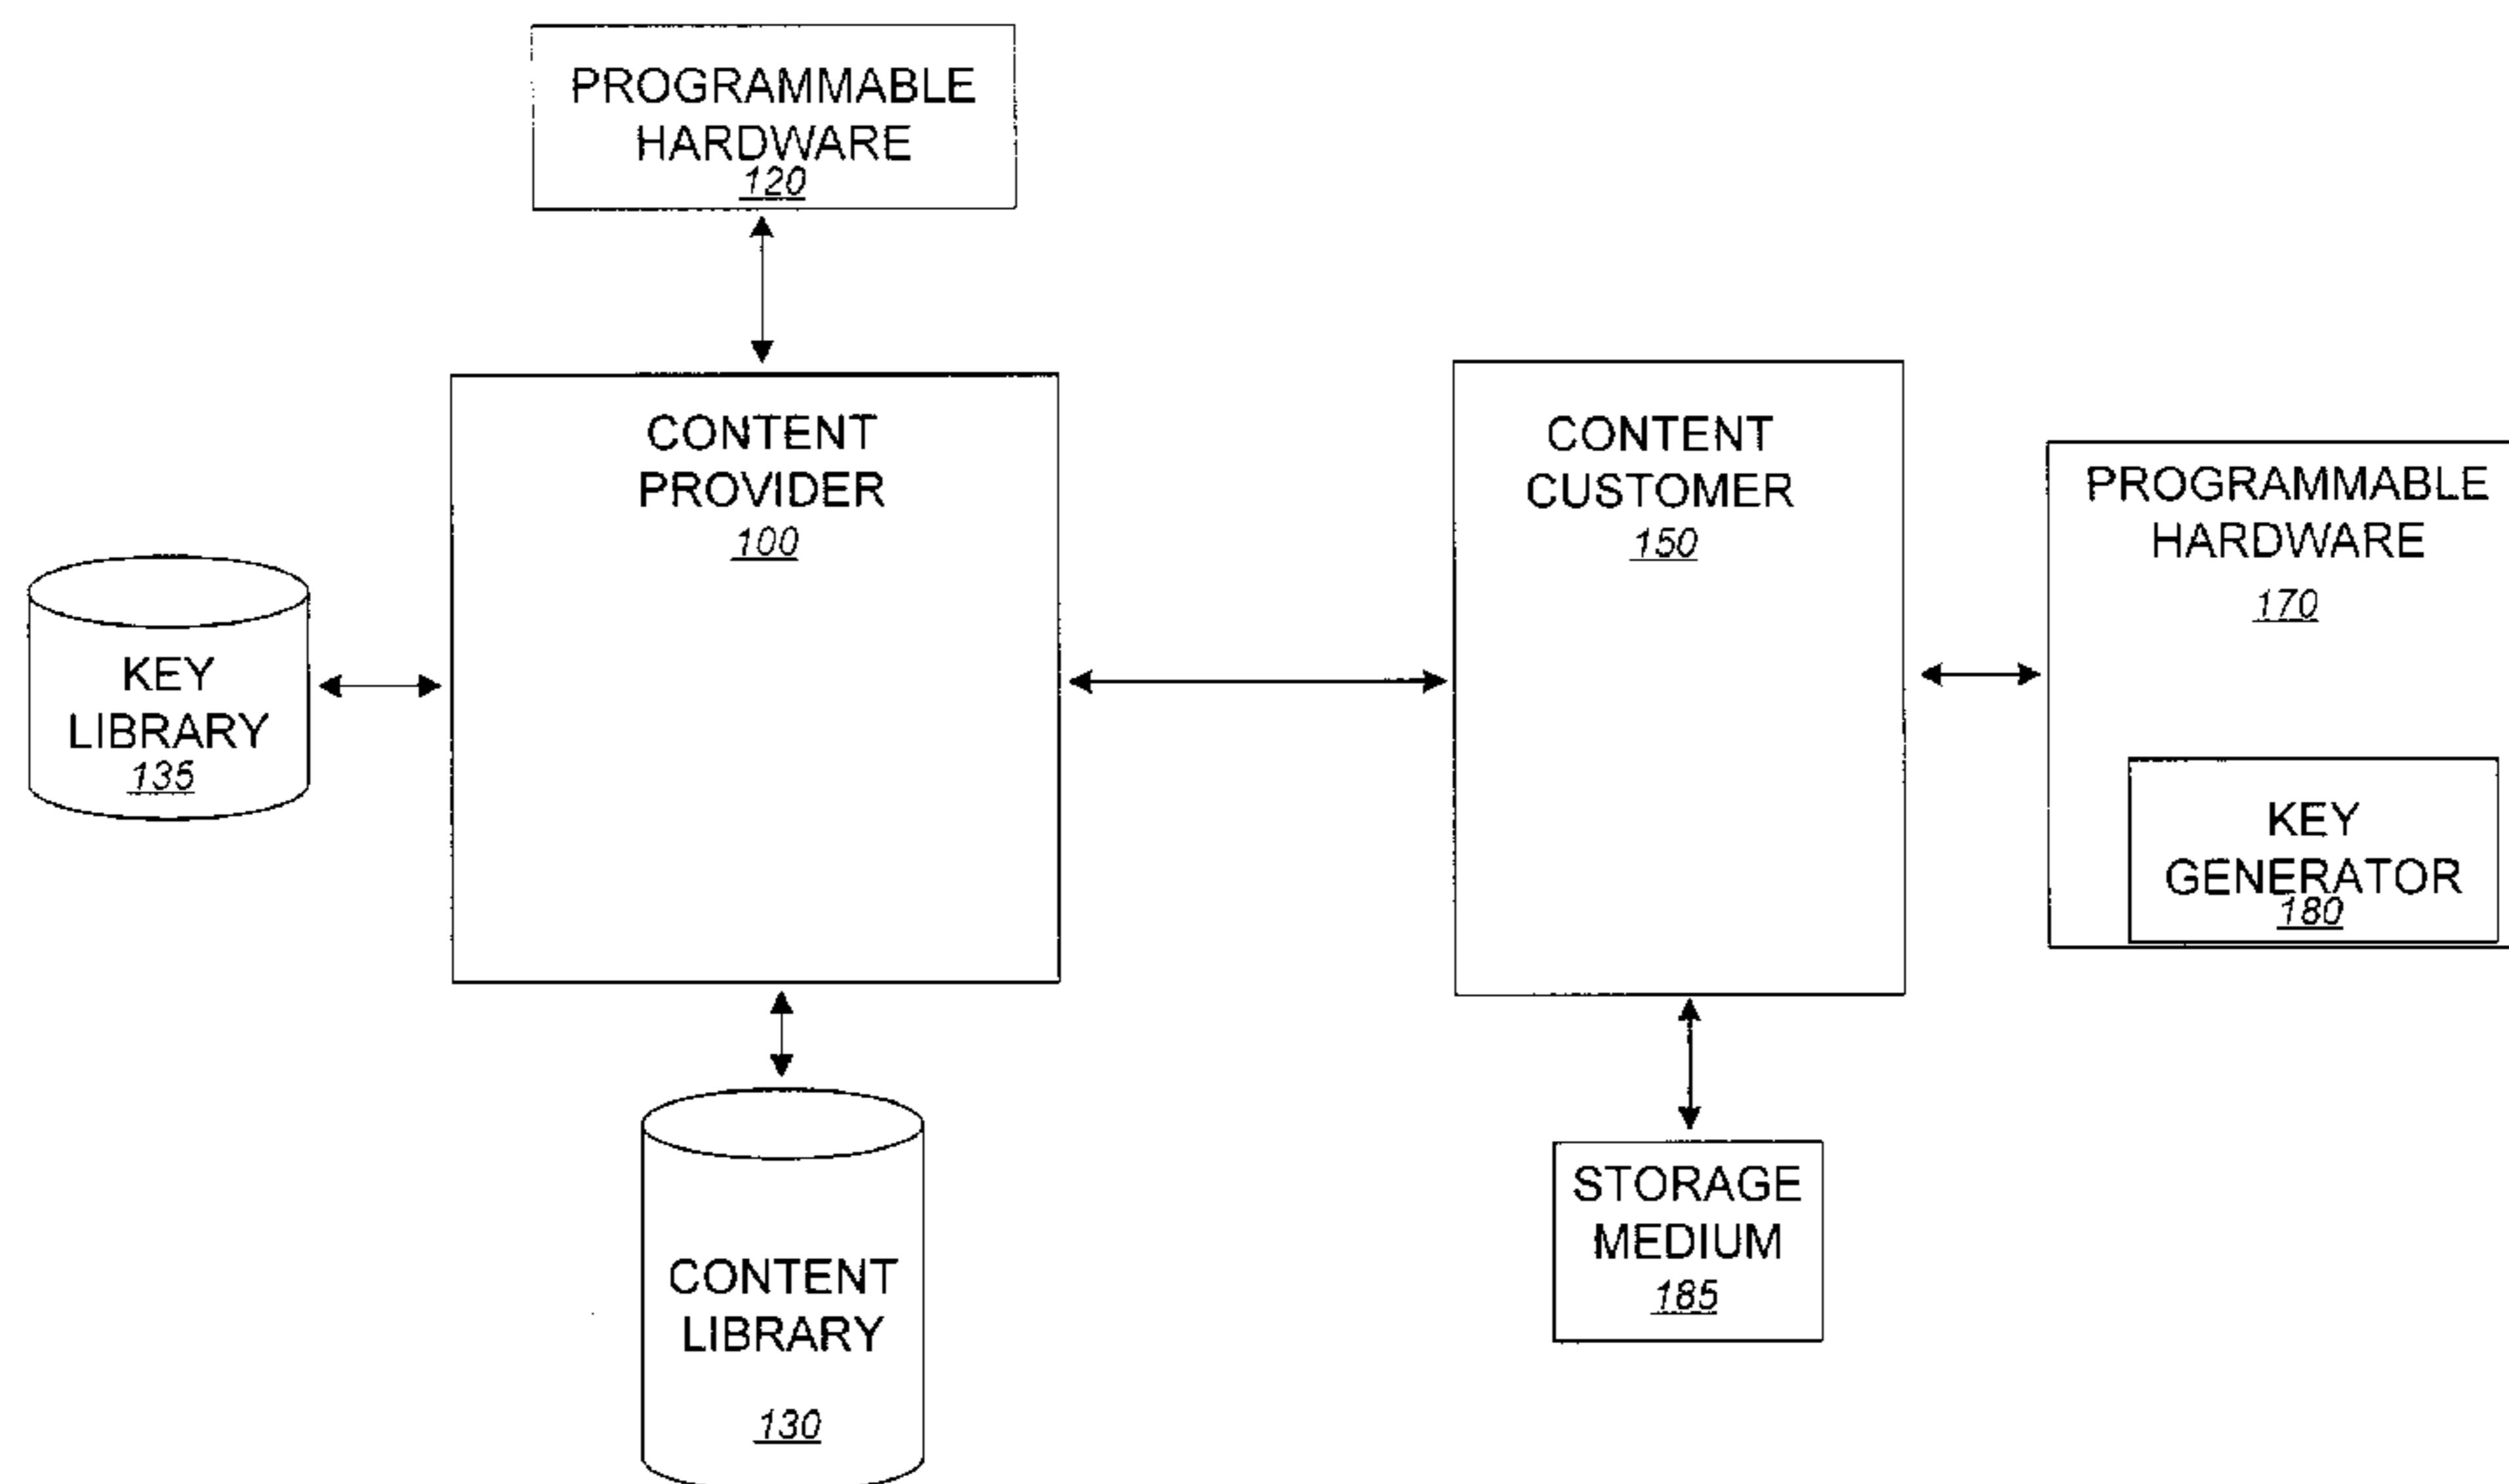 PROGRAMMABLE
HARDWARE
120
CONTENT
PROVIDER
100
CONTENT
CUSTOMER
150
PROGRAMMABLE
HARDWARE
170
KEY
LIBRARY
135
KEY
GENERATOR
180
STORAGE
MEDIUM
185
CONTENT
LIBRARY
130